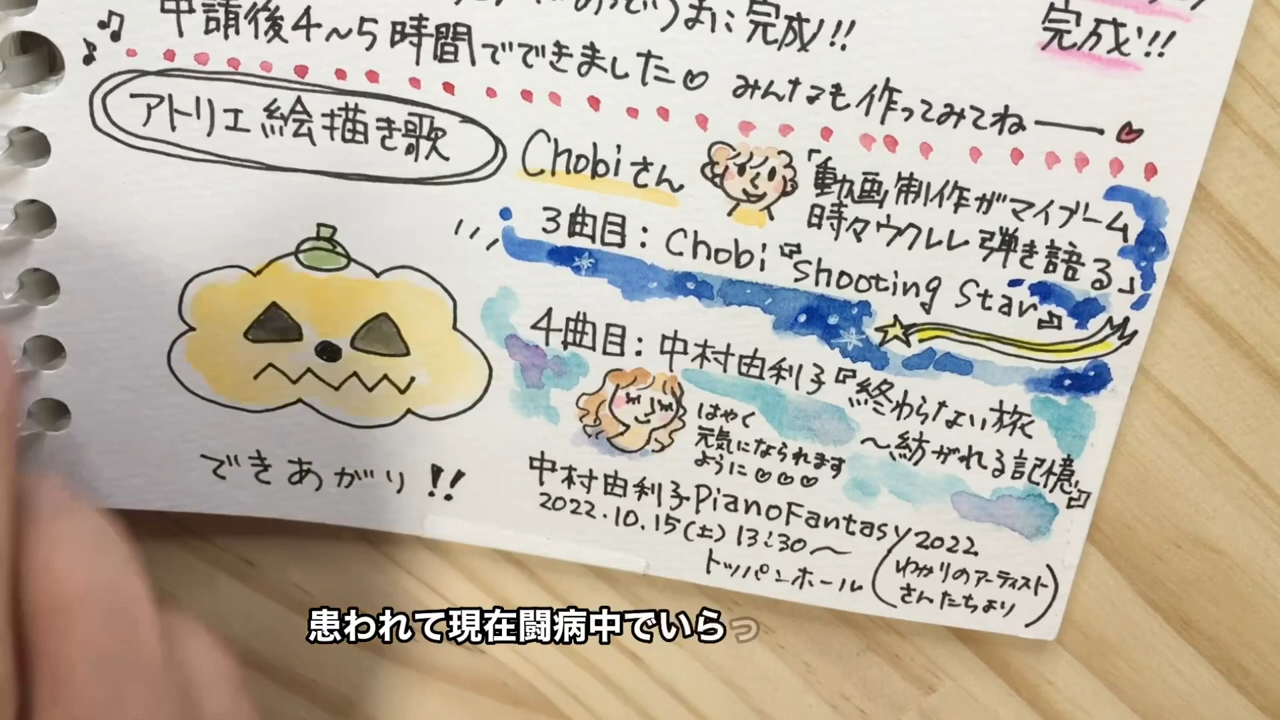 完成!!
完成!!
申請後4~5時間でできました♡ みんなも作ってみてねー♡
アトリエ絵描き歌
Chobiさん
「動画制作がマイブーム
時々ウクレレ弾き語る」
3曲目:Chobi『Shooting Star』
4曲目:中村由利子『終わらない旅
~紡がれる記憶』
はやく
元気になられます
ように♡♡♡
できあがり!!
中村由利子PianoFantasy2022
2022.10.15(土)13:30~
トッパンホール
(ゆかりのアーティスト
さんたちより)
患われて現在闘病中でいらっ